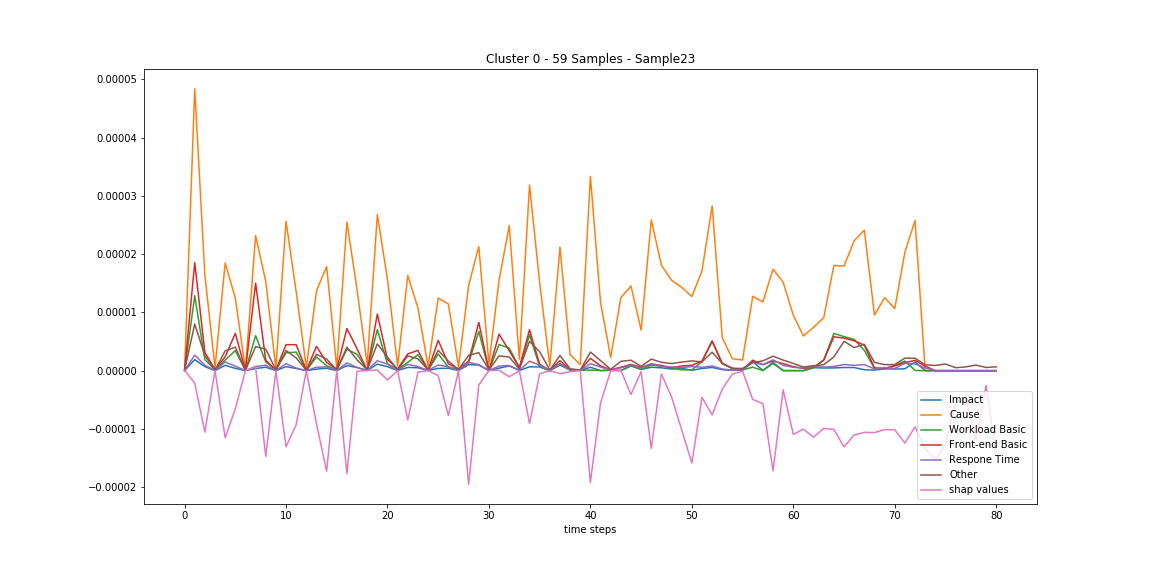 Cluster 0 - 59 Samples - Sample23
0.00005
0.00004
0.00003
0.00002
0.00001
0.00000
−0.00001
−0.00002
Impact
Cause
Workload Basic
Front-end Basic
Respone Time
Other
shap values
0 10 20 30 40 50 60 70 80
time steps